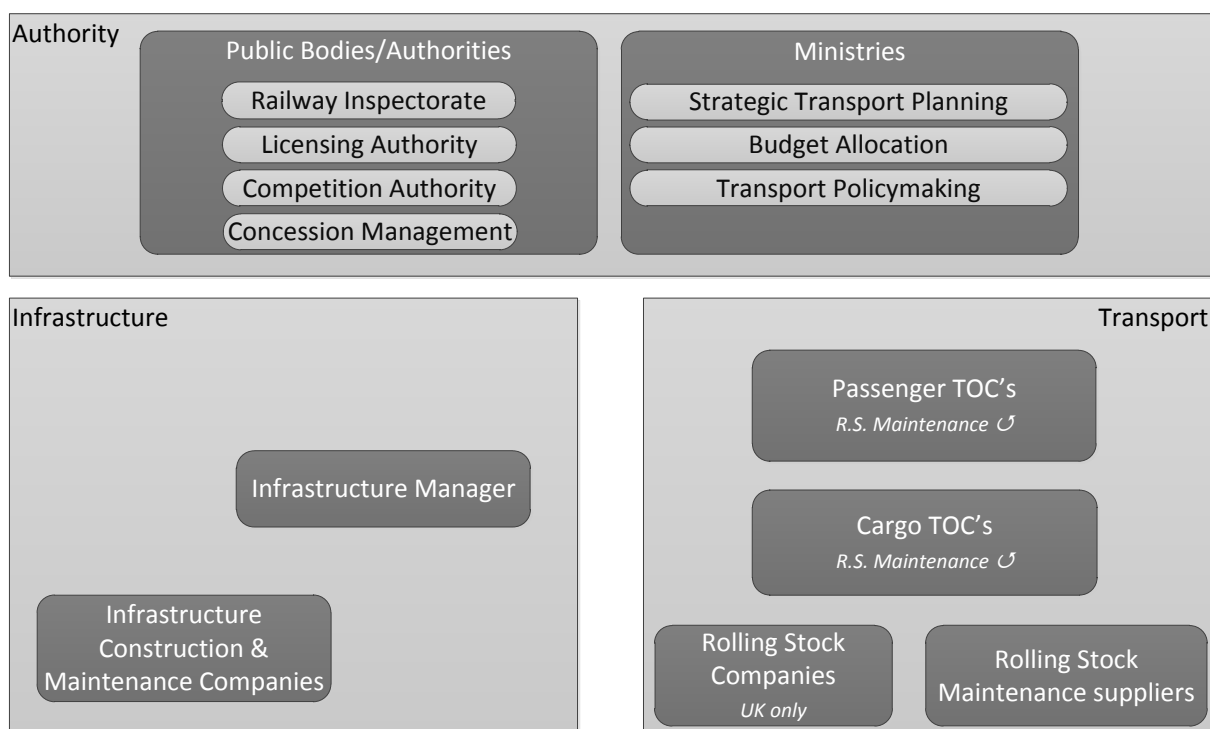 Authority
Public Bodies/Authorities
Railway Inspectorate
Licensing Authority
Competition Authority
Concession Management
Ministries
Strategic Transport Planning
Budget Allocation
Transport Policymaking
Infrastructure
Infrastructure Manager
Infrastructure
Construction &
Maintenance Companies
Transport
Passenger TOC’s
R.S. Maintenance ↺
Cargo TOC’s
R.S. Maintenance ↺
Rolling Stock
Companies
UK only
Rolling Stock
Maintenance suppliers